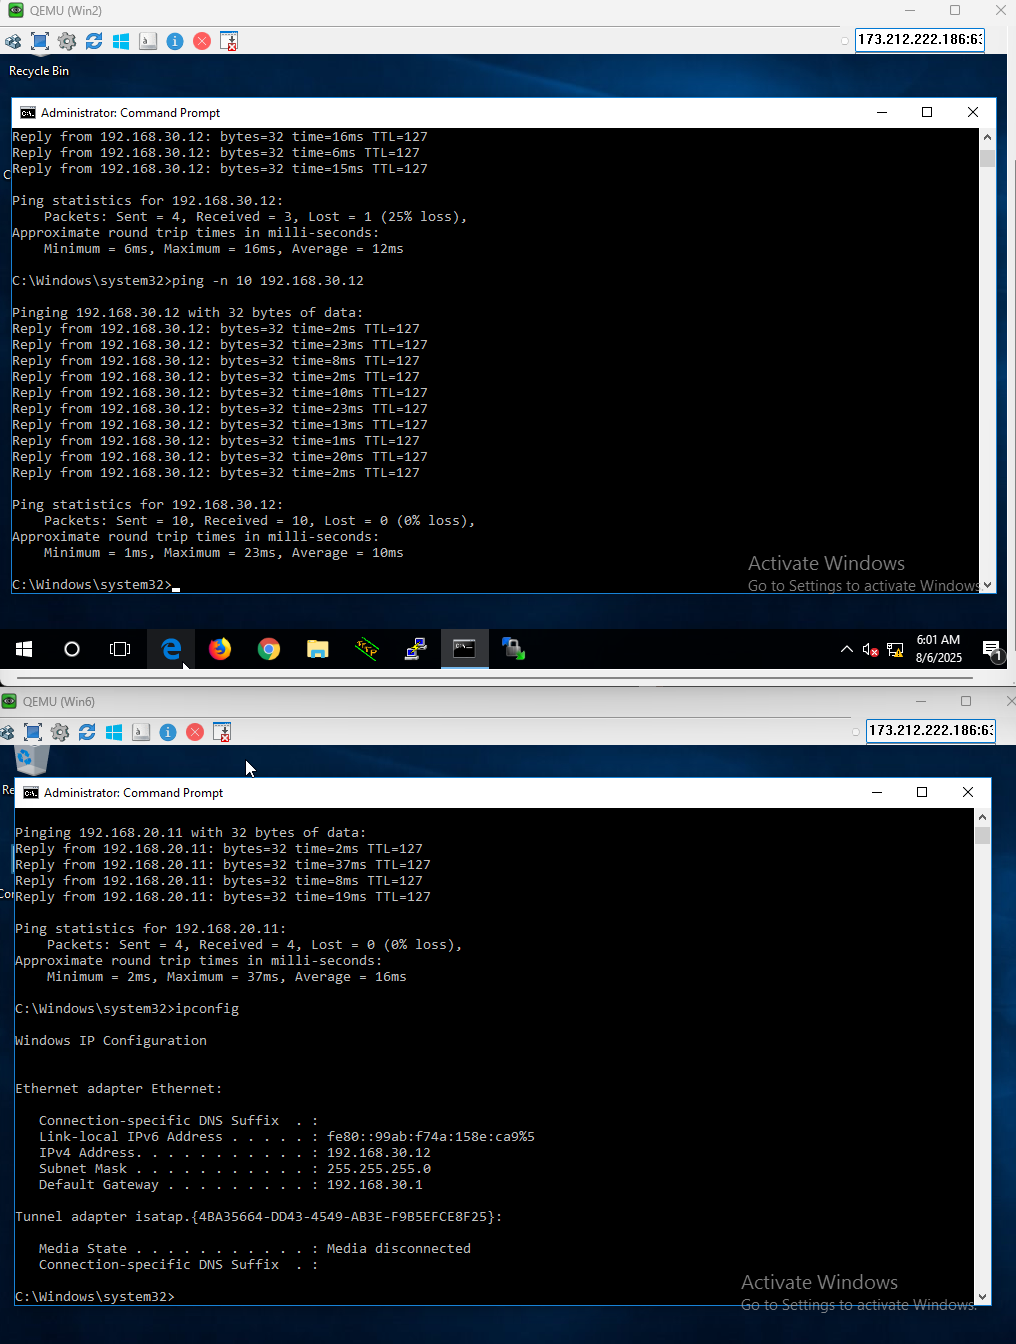 QEMU (Win2)
173.212.222.186:6
Recycle Bin
Administrator: Command Prompt
Reply from 192.168.30.12: bytes=32 time=16ms TTL=127
Reply from 192.168.30.12: bytes=32 time=6ms TTL=127
Reply from 192.168.30.12: bytes=32 time=15ms TTL=127
Ping statistics for 192.168.30.12:
Packets: Sent = 4, Received = 3, Lost = 1 (25% loss),
Approximate round trip times in milli-seconds:
Minimum = 6ms, Maximum = 16ms, Average = 12ms
C:\Windows\system32>ping -n 10 192.168.30.12
Pinging 192.168.30.12 with 32 bytes of data:
Reply from 192.168.30.12: bytes=32 time=2ms TTL=127
Reply from 192.168.30.12: bytes=32 time=23ms TTL=127
Reply from 192.168.30.12: bytes=32 time=8ms TTL=127
Reply from 192.168.30.12: bytes=32 time=2ms TTL=127
Reply from 192.168.30.12: bytes=32 time=10ms TTL=127
Reply from 192.168.30.12: bytes=32 time=23ms TTL=127
Reply from 192.168.30.12: bytes=32 time=13ms TTL=127
Reply from 192.168.30.12: bytes=32 time=1ms TTL=127
Reply from 192.168.30.12: bytes=32 time=20ms TTL=127
Reply from 192.168.30.12: bytes=32 time=2ms TTL=127
Ping statistics for 192.168.30.12:
Packets: Sent = 10, Received = 10, Lost = 0 (0% loss),
Approximate round trip times in milli-seconds:
Minimum = 1ms, Maximum = 23ms, Average = 10ms
C:\Windows\system32>
Activate Windows
Go to Settings to activate Windows
6:01 AM
8/6/2025
1
QEMU (Win6)
173.212.222.186:6
Re
Administrator: Command Prompt
Pinging 192.168.20.11 with 32 bytes of data:
Reply from 192.168.20.11: bytes=32 time=2ms TTL=127
Reply from 192.168.20.11: bytes=32 time=37ms TTL=127
Reply from 192.168.20.11: bytes=32 time=8ms TTL=127
Cor
Reply from 192.168.20.11: bytes=32 time=19ms TTL=127
Ping statistics for 192.168.20.11:
Packets: Sent = 4, Received = 4, Lost = 0 (0% loss),
Approximate round trip times in milli-seconds:
Minimum = 2ms, Maximum = 37ms, Average = 16ms
C:\Windows\system32>ipconfig
Windows IP Configuration
Ethernet adapter Ethernet:
Connection-specific DNS Suffix . :
Link-local IPv6 Address . . . . . : fe80::99ab:f74a:158e:ca9%5
IPv4 Address. . . . . . . . . . . : 192.168.30.12
Subnet Mask . . . . . . . . . . . : 255.255.255.0
Default Gateway . . . . . . . . . : 192.168.30.1
Tunnel adapter isatap.{4BA35664-DD43-4549-AB3E-F9B5EFCE8F25}:
Media State . . . . . . . . . . . : Media disconnected
Connection-specific DNS Suffix . :
C:\Windows\system32>
Activate Windows
Go to Settings to activate Windows.